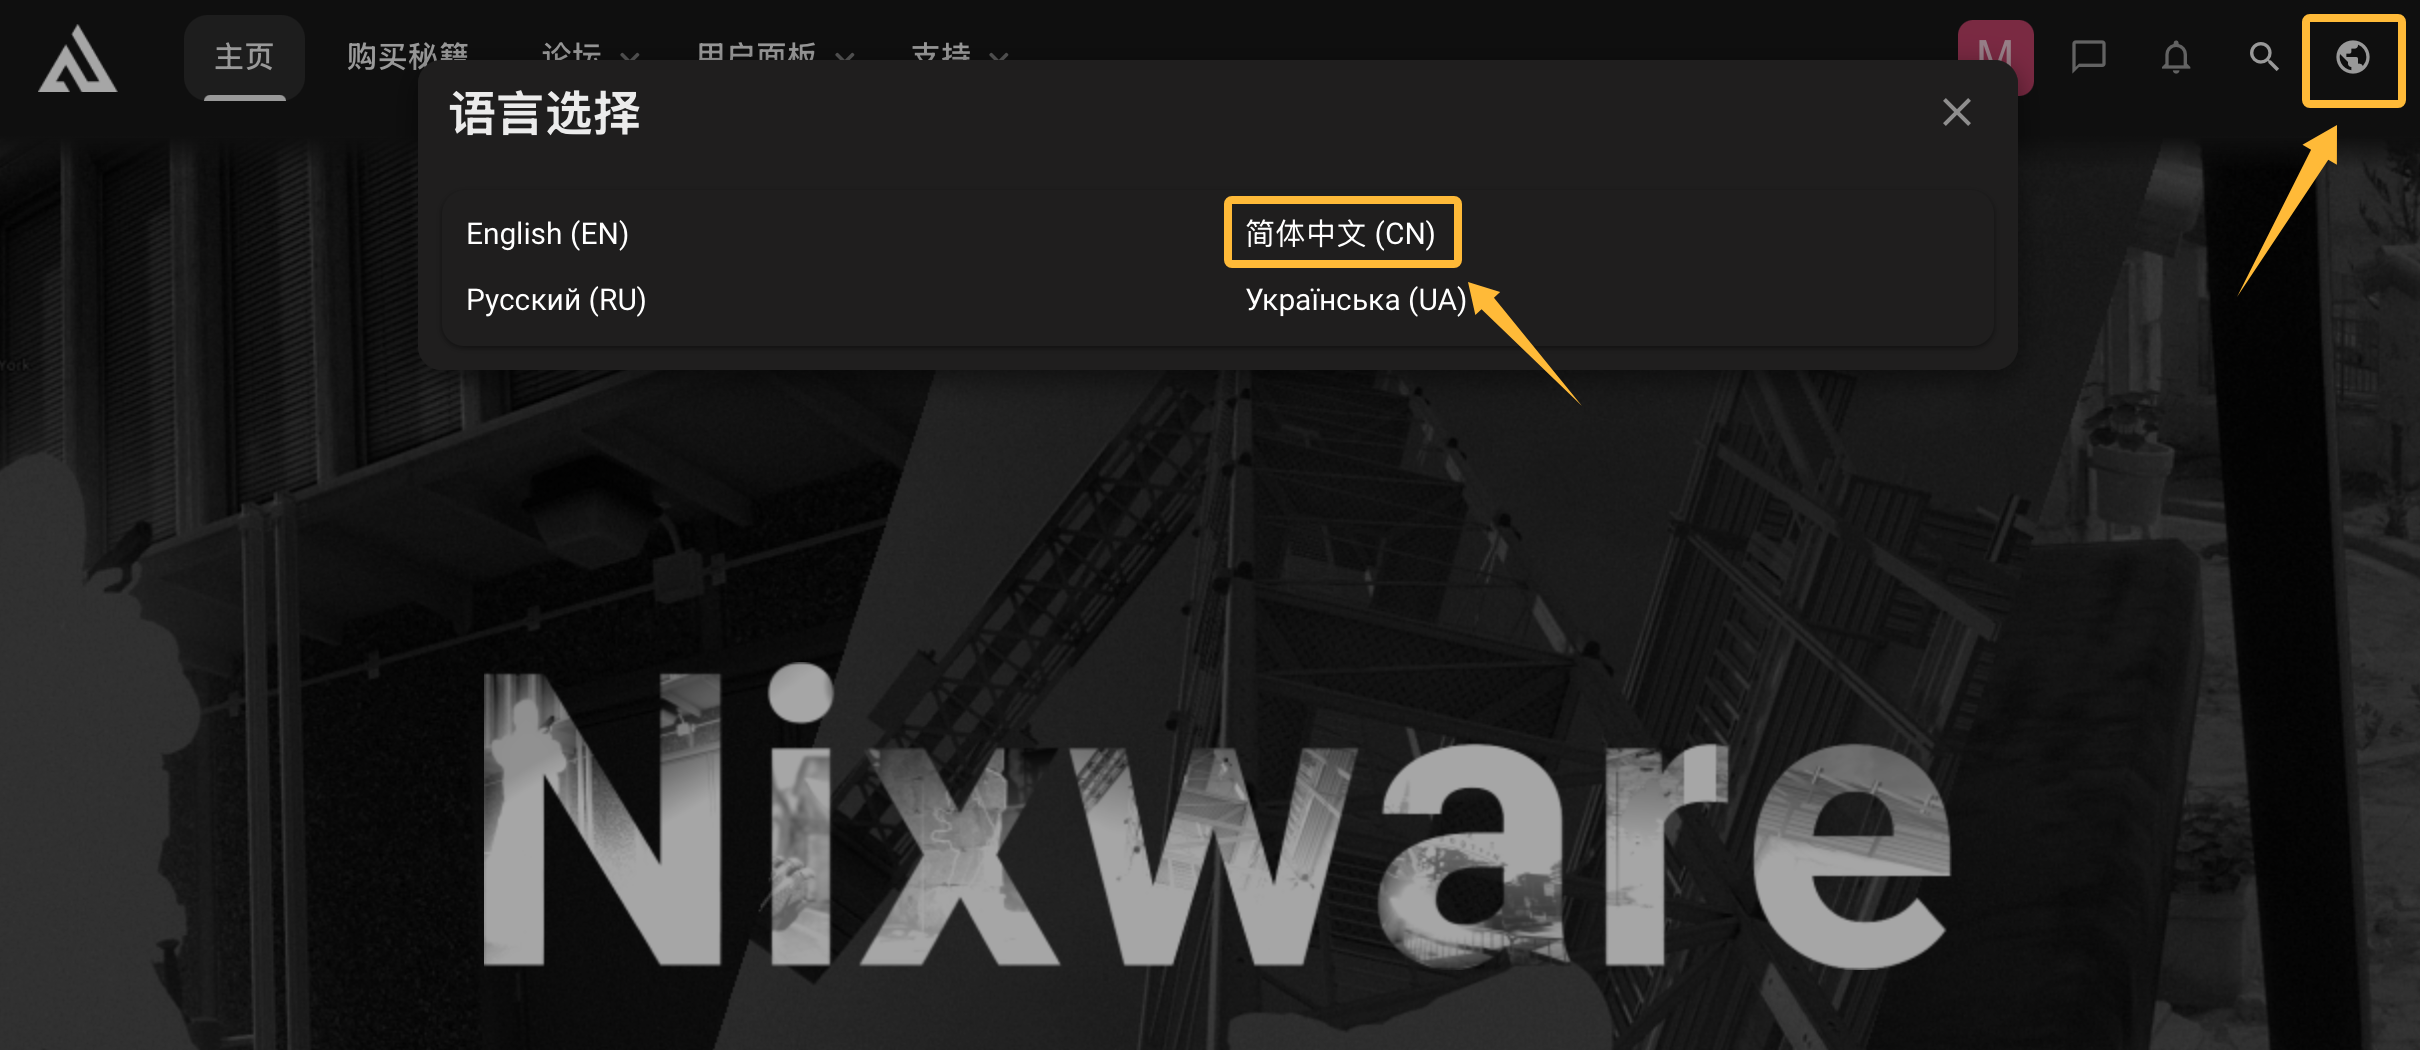 主页 购买秘籍 论坛 用户面板 支持 M
语言选择
English (EN) 简体中文 (CN)
Русский (RU) Українська (UA)
York
Nixware